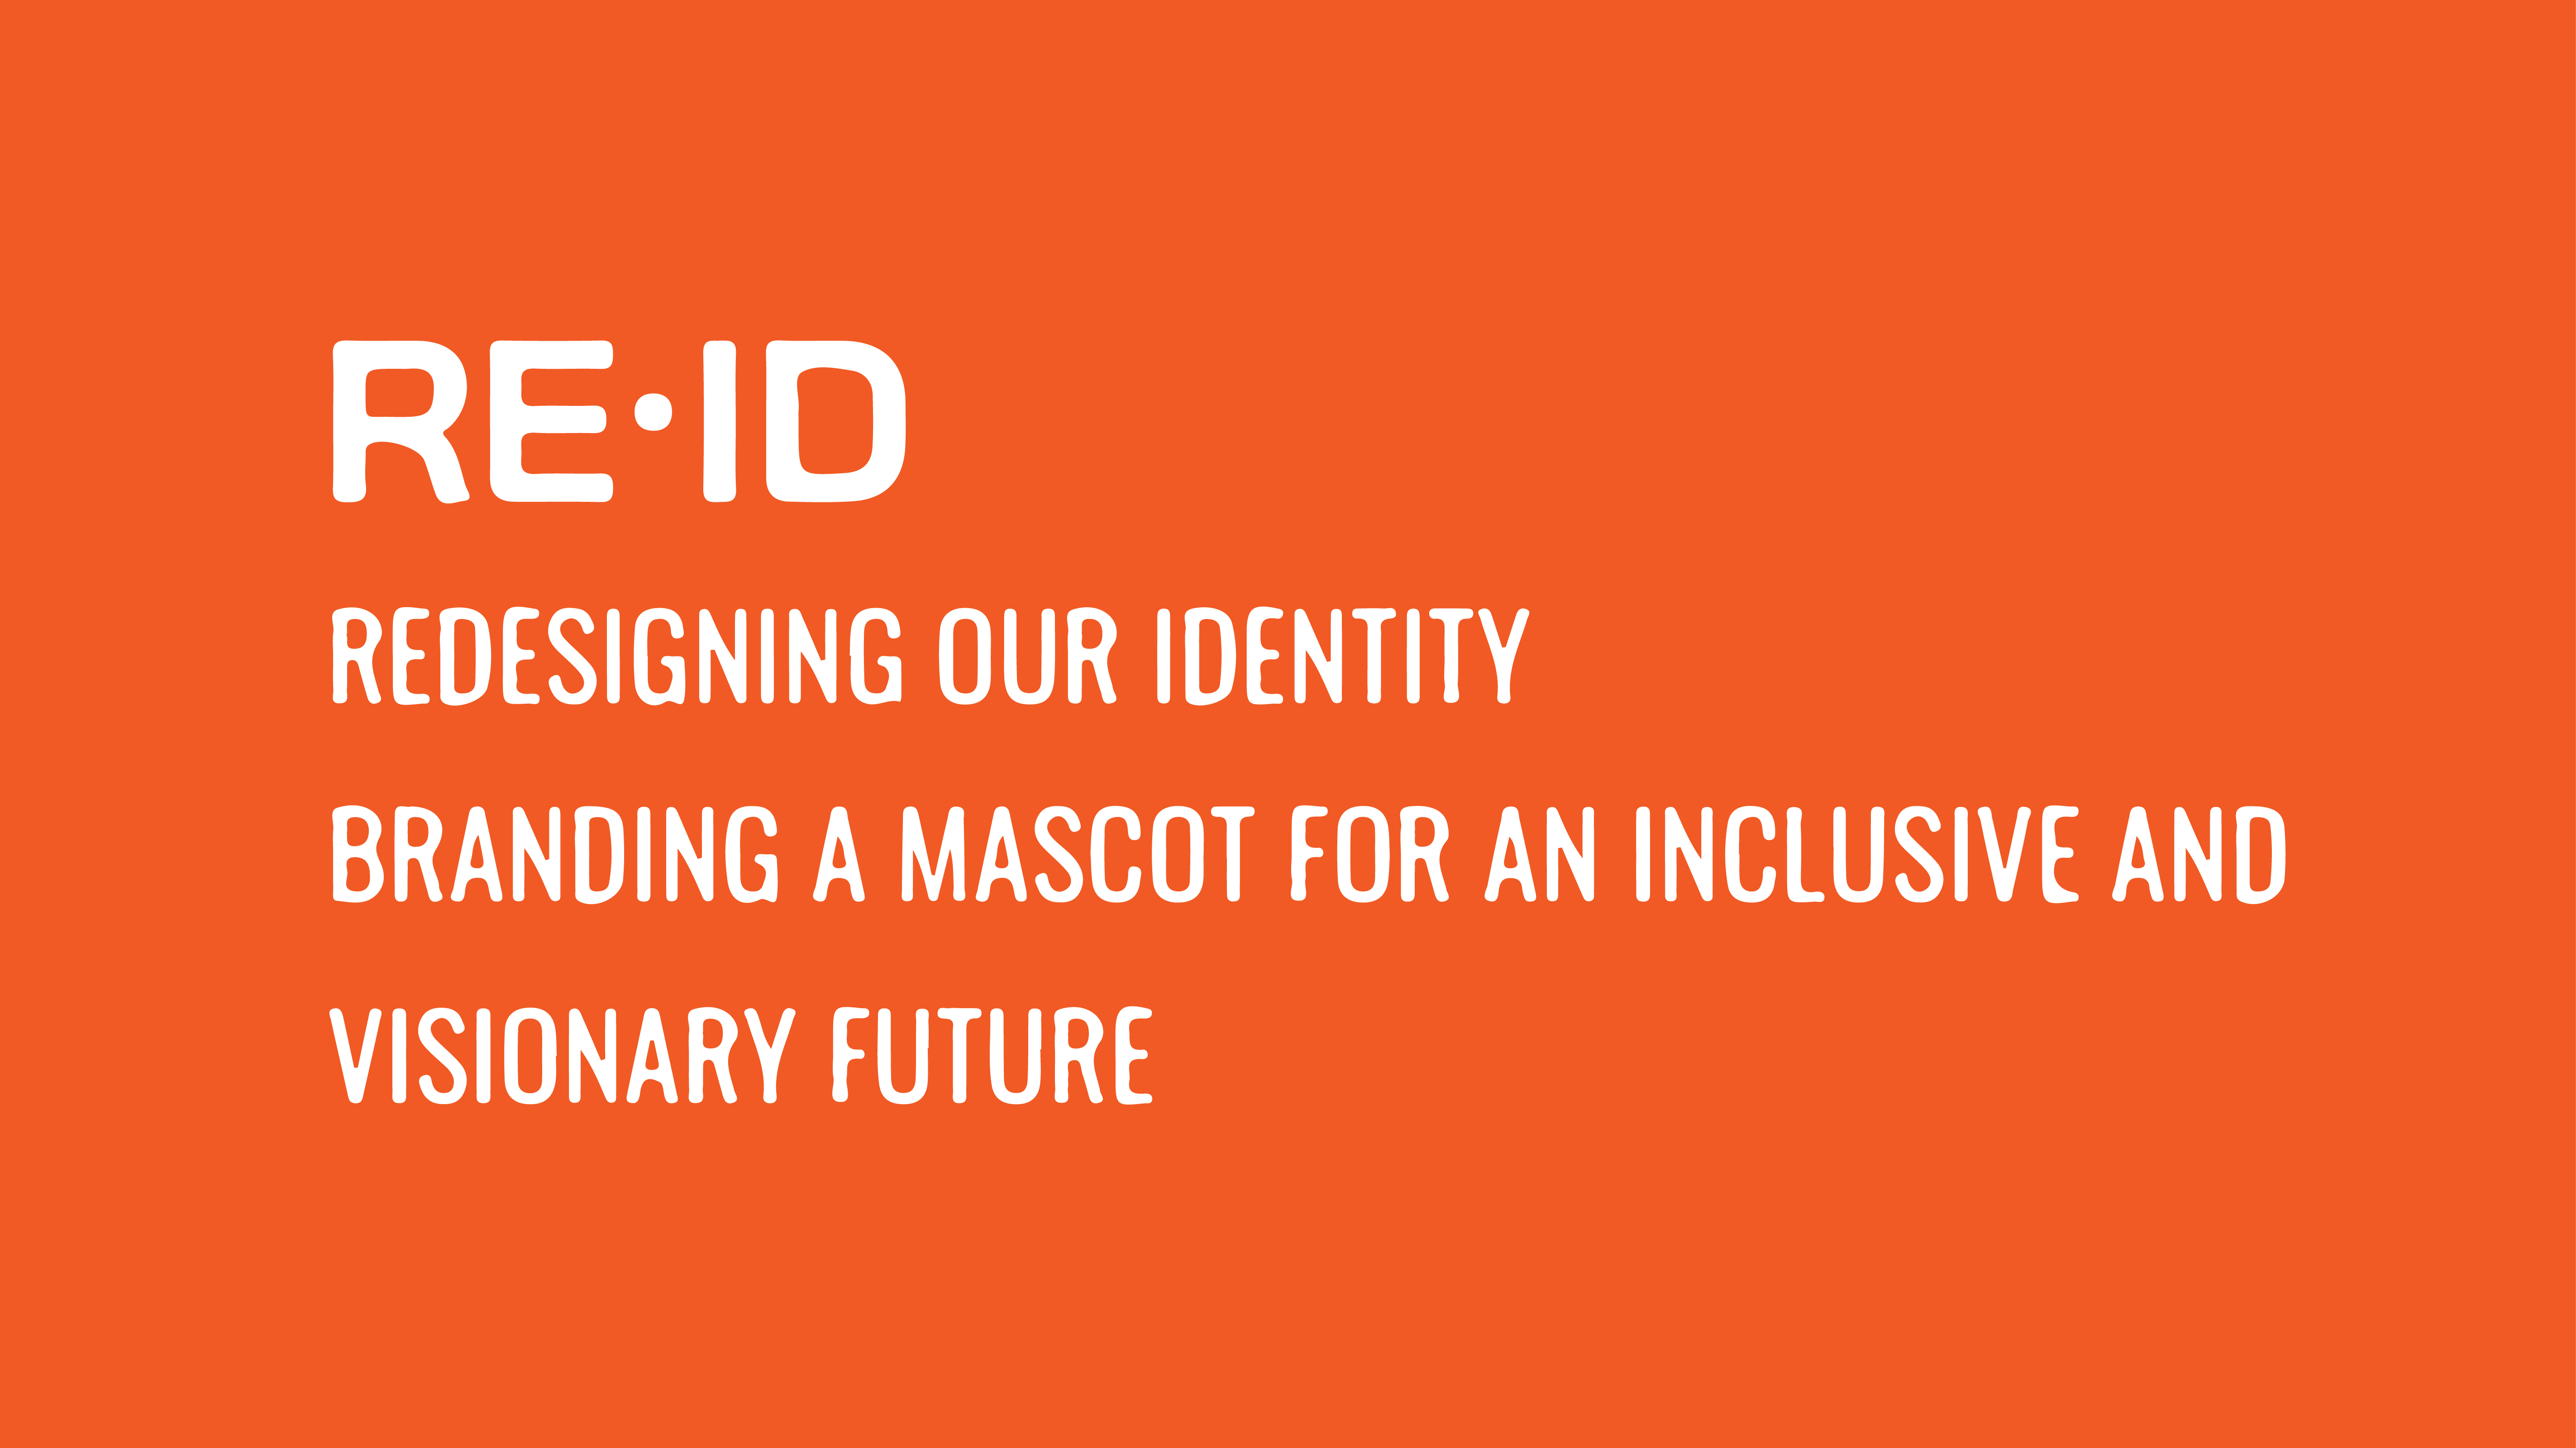 RE·ID
REDESIGNING OUR IDENTITY
BRANDING A MASCOT FOR AN INCLUSIVE AND
VISIONARY FUTURE